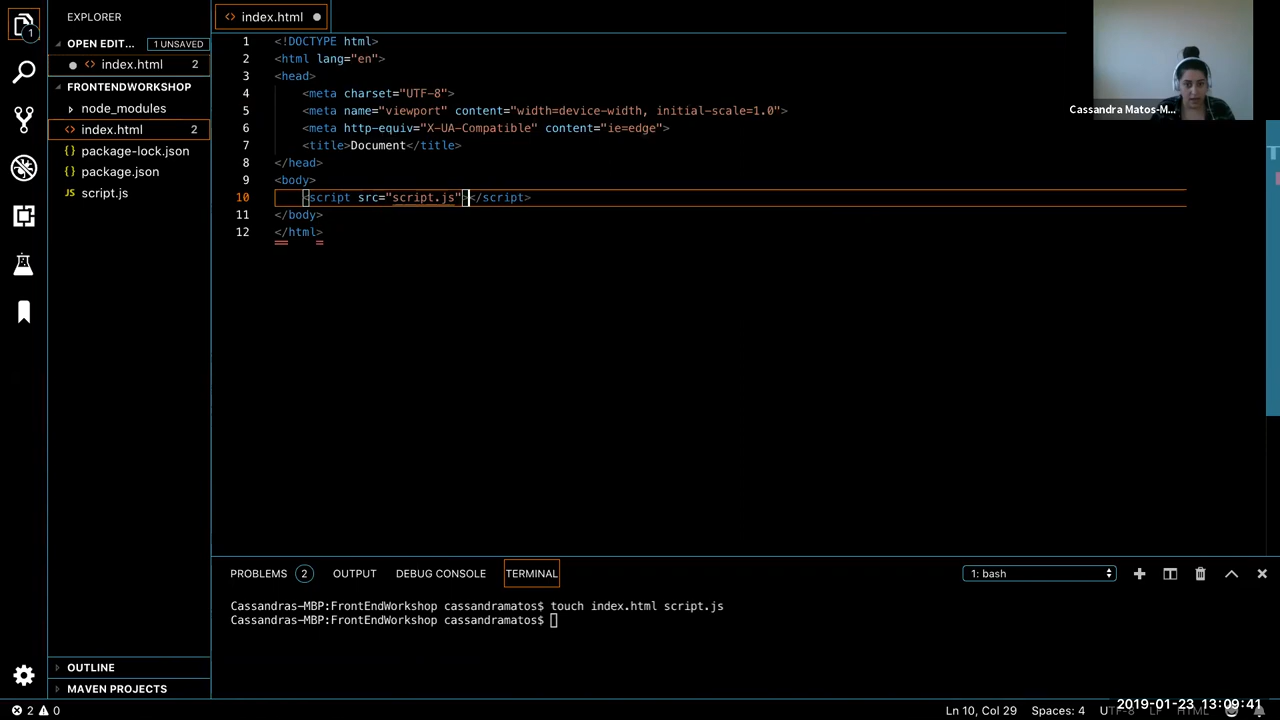 EXPLORER
OPEN EDIT... 1 UNSAVED
index.html 2
FRONTENDWORKSHOP
node_modules
index.html 2
package-lock.json
package.json
JS script.js
OUTLINE
MAVEN PROJECTS
1
index.html
1 <!DOCTYPE html>
2 <html lang="en">
3 <head>
4 <meta charset="UTF-8">
5 <meta name="viewport" content="width=device-width, initial-scale=1.0">
6 <meta http-equiv="X-UA-Compatible" content="ie=edge">
7 <title>Document</title>
8 </head>
9 <body>
10 <script src="script.js"></script>
11 </body>
12 </html>
Cassandra Matos-M...
PROBLEMS 2 OUTPUT DEBUG CONSOLE TERMINAL 1: bash
Cassandras-MBP:FrontEndWorkshop cassandramatos$ touch index.html script.js
Cassandras-MBP:FrontEndWorkshop cassandramatos$
2 0 Ln 10, Col 29 Spaces: 4 UTF-8 LF HTML
2019-01-23 13:09:41